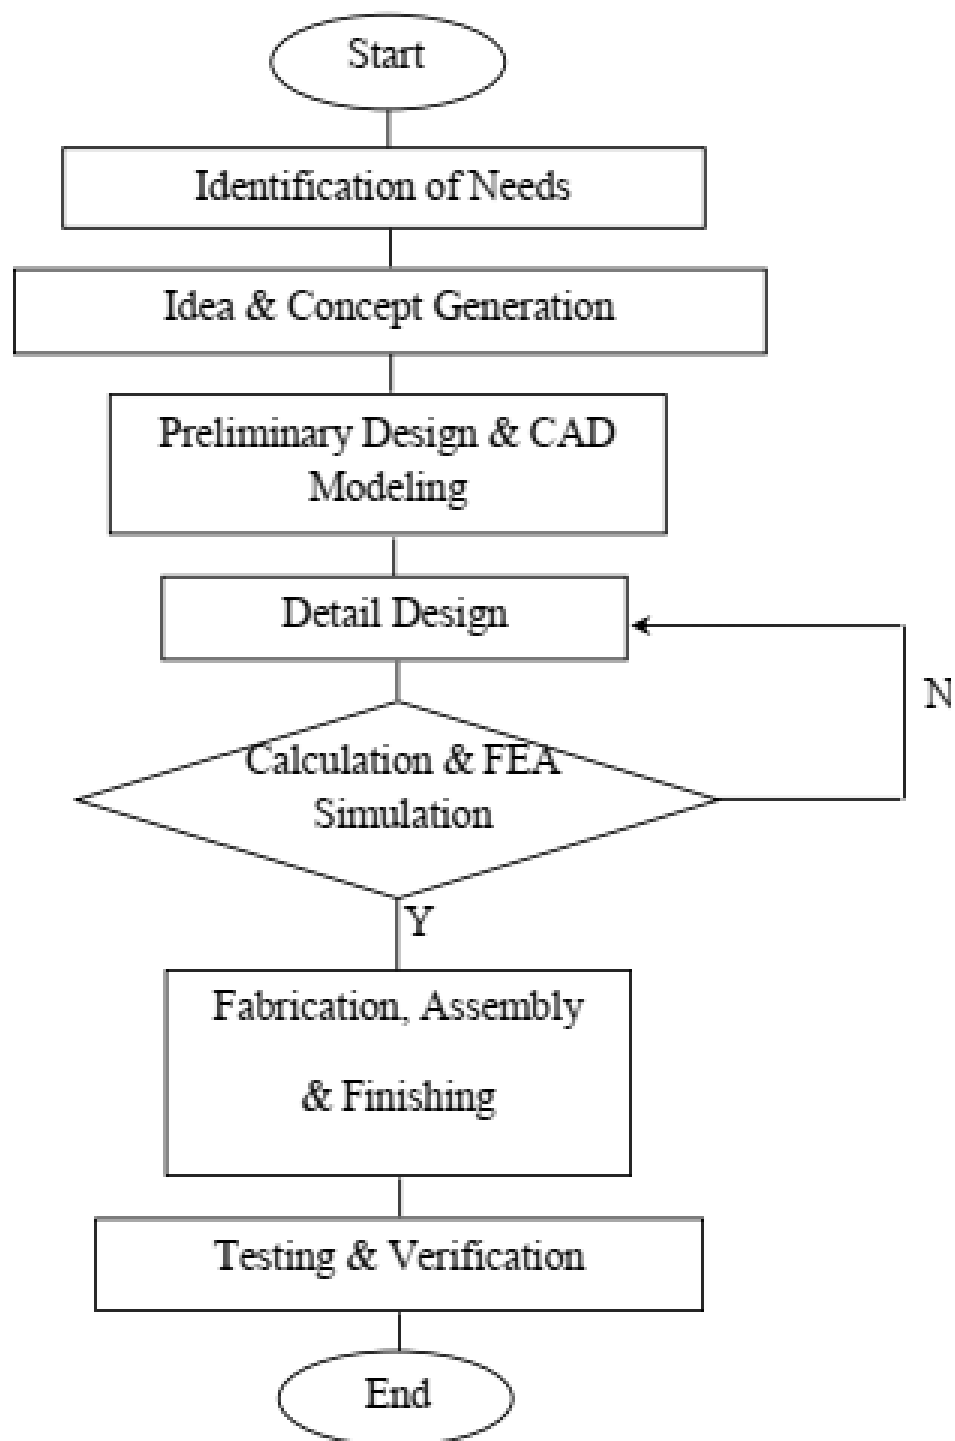 Start
Identification of Needs
Idea & Concept Generation
Preliminary Design & CAD
Modeling
Detail Design
N
Calculation & FEA
Simulation
Y
Fabrication, Assembly
& Finishing
Testing & Verification
End